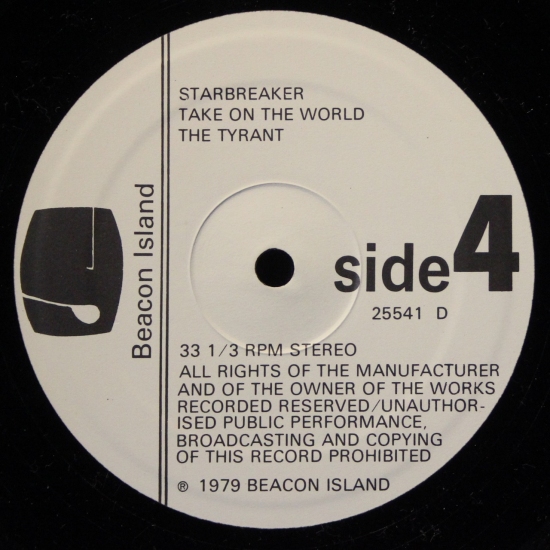 STARBREAKER
TAKE ON THE WORLD
THE TYRANT
Beacon Island
side 4
25541 D
33 1/3 RPM STEREO
ALL RIGHTS OF THE MANUFACTURER
AND OF THE OWNER OF THE WORKS
RECORDED RESERVED/UNAUTHOR-
ISED PUBLIC PERFORMANCE,
BROADCASTING AND COPYING
OF THIS RECORD PROHIBITED
℗ 1979 BEACON ISLAND